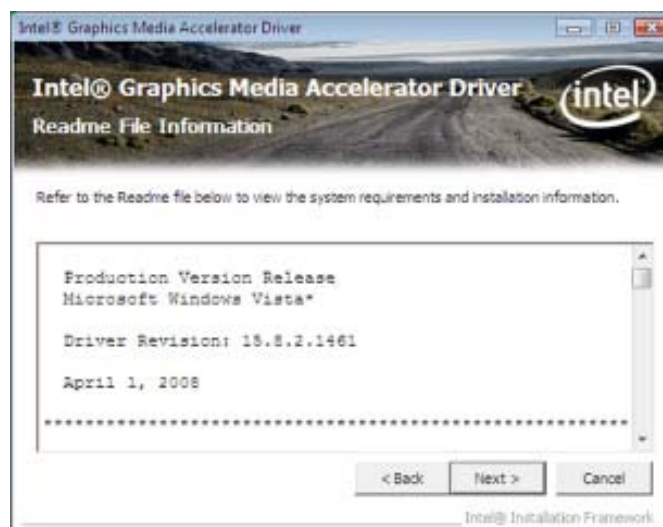 Intel® Graphics Media Accelerator Driver
Intel® Graphics Media Accelerator Driver
intel
Readme File Information
Refer to the Readme file below to view the system requirements and installation information.
Production Version Release
Microsoft Windows Vista*
Driver Revision: 15.8.2.1461
April 1, 2008
********************************************************
< Back
Next >
Cancel
Intel® Installation Framework